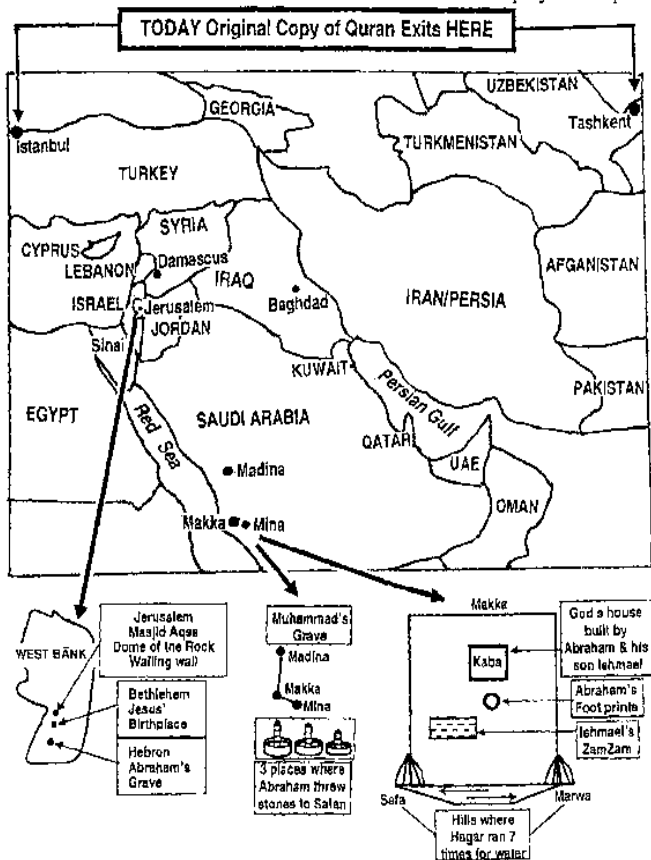 TODAY Original Copy of Quran Exits HERE
UZBEKISTAN
GEORGIA
Tashkent
Istanbul
TURKMENISTAN
TURKEY
SYRIA
CYPRUS
Damascus
LEBANON
IRAQ
AFGANISTAN
Baghdad
IRAN/PERSIA
ISRAEL
Jerusalem
JORDAN
Sinai
KUWAIT
PAKISTAN
Persian Gulf
EGYPT
Red Sea
SAUDI ARABIA
QATAR
UAE
Madina
OMAN
Makka
Mina
WEST BANK
Jerusalem
Masjid Aqsa
Dome of the Rock
Wailing wall
Bethlehem
Jesus'
Birthplace
Hebron
Abraham's
Grave
Muhammad's
Grave
Madina
Makka
Mina
3 places where
Abraham threw
stones to Satan
Makka
God s house
built by
Abraham & his
son Iehmael
Kaba
Abraham's
Foot prints
Iehmael's
ZamZam
Safa
Marwa
Hills where
Hagar ran 7
times for water